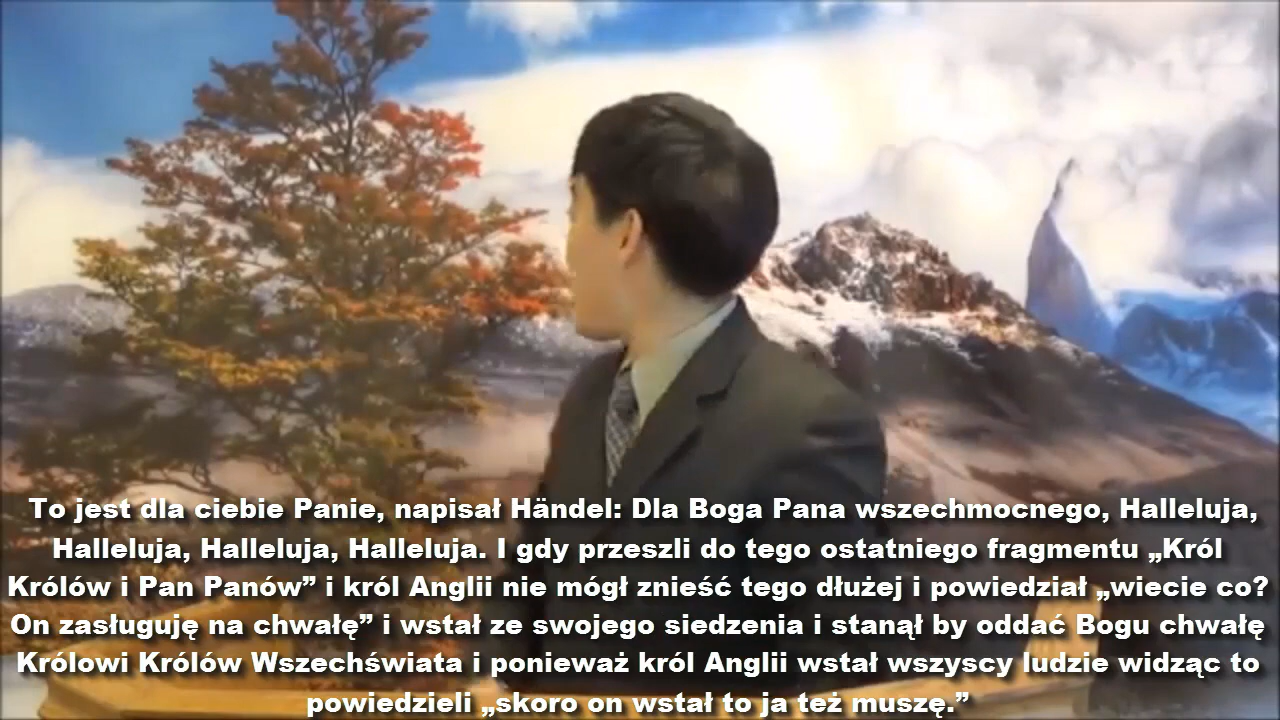 To jest dla ciebie Panie, napisał Händel: Dla Boga Pana wszechmocnego, Halleluja,
Halleluja, Halleluja, Halleluja. I gdy przeszli do tego ostatniego fragmentu „Król
Królów i Pan Panów” i król Anglii nie mógł znieść tego dłużej i powiedział „wiecie co?
On zasługuję na chwałę” i wstał ze swojego siedzenia i stanął by oddać Bogu chwałę
Królowi Królów Wszechświata i ponieważ król Anglii wstał wszyscy ludzie widząc to
powiedzieli „skoro on wstał to ja też muszę.”